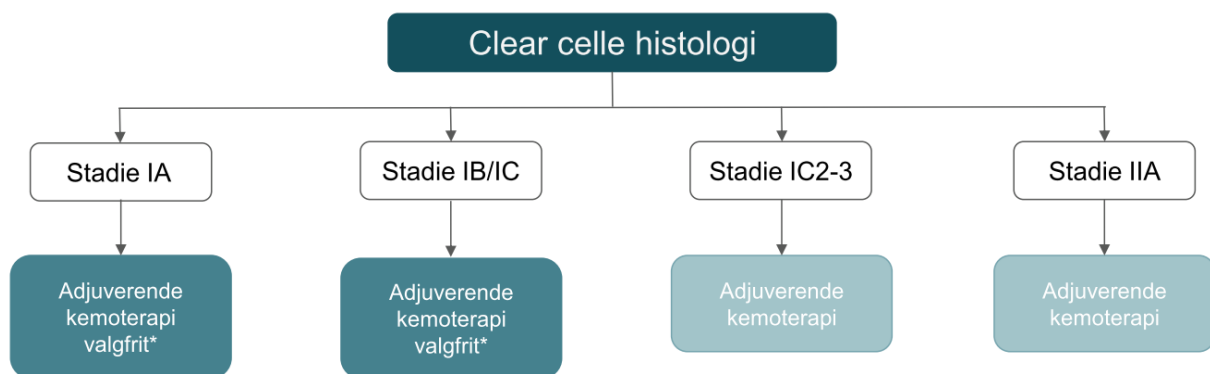 Clear celle histologi
Stadie IA
Stadie IB/IC
Stadie IC2-3
Stadie IIA
Adjuverende
kemoterapi
valgfrit*
Adjuverende
kemoterapi
valgfrit*
Adjuverende
kemoterapi
Adjuverende
kemoterapi